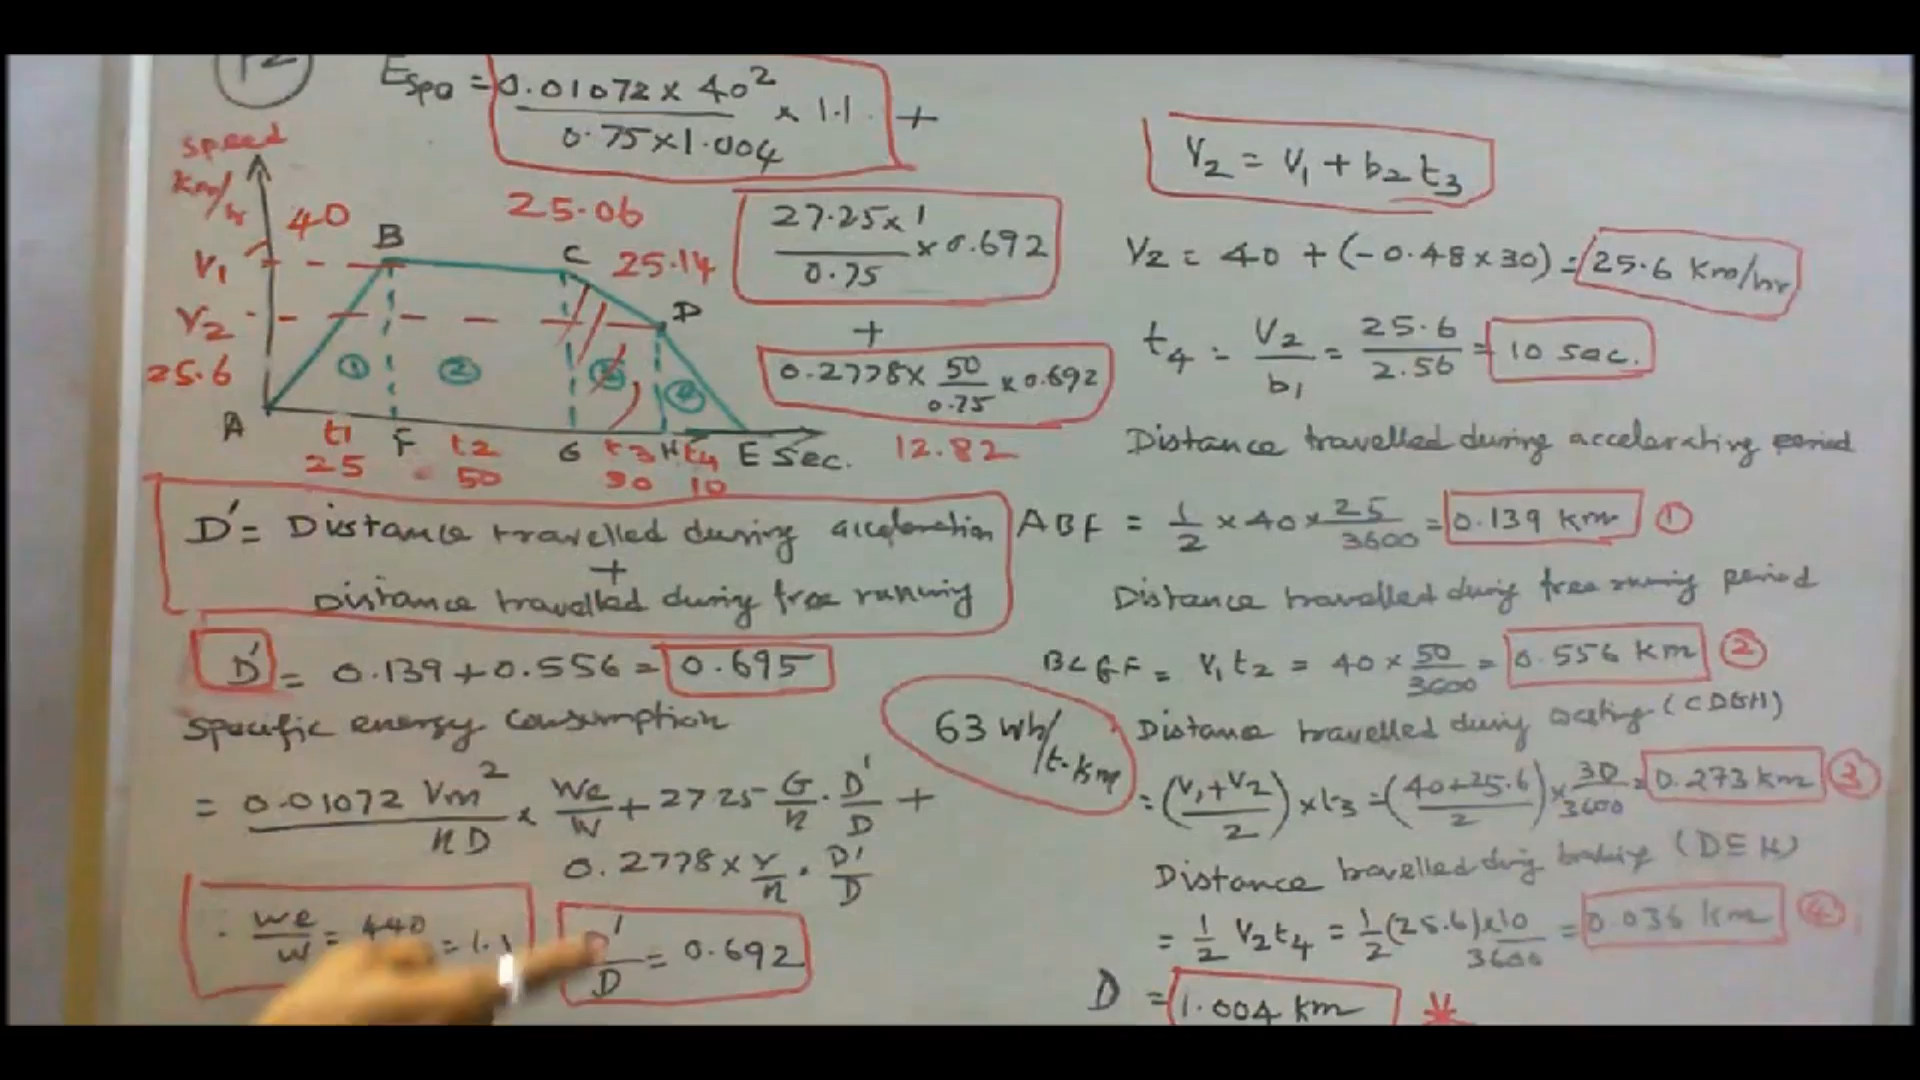 12
Espo = 0.01072 x 40² / 0.75 x 1.004 x 1.1 +
27.25 x 1 / 0.75 x 0.692
+
0.2778 x 50 / 0.75 x 0.692
25.06
25.14
12.82
speed
Km/hr
40
V1
V2
25.6
A
B
C
D
① ② ④
t1 F t2 G t3 H t4 E Sec.
25 50 30 10
D' = Distance travelled during acceleration
+
Distance travelled during free running
D' = 0.139 + 0.556 = 0.695
Specific energy consumption
= 0.01072 Vm² / ηD x We/W + 27.25 G/η . D'/D +
0.2778 x r/η . D'/D
∴ We/W = 440 = 1.1
D'/D = 0.692
63 wh/t-km
V2 = V1 + b2 t3
V2 = 40 + (-0.48 x 30) = 25.6 Km/hr
t4 = V2/b1 = 25.6/2.56 = 10 sec.
Distance travelled during accelerating period
ABF = 1/2 x 40 x 25/3600 = 0.139 km ①
Distance travelled during free running period
BCGF = V1 t2 = 40 x 50/3600 = 0.556 km ②
Distance travelled during coasting (CDGH)
= (V1+V2 / 2) x t3 = (40+25.6 / 2) x 30/3600 = 0.273 km ③
Distance travelled during braking (DEH)
= 1/2 V2 t4 = 1/2 (25.6) x 10/3600 = 0.036 km ④
D = 1.004 km